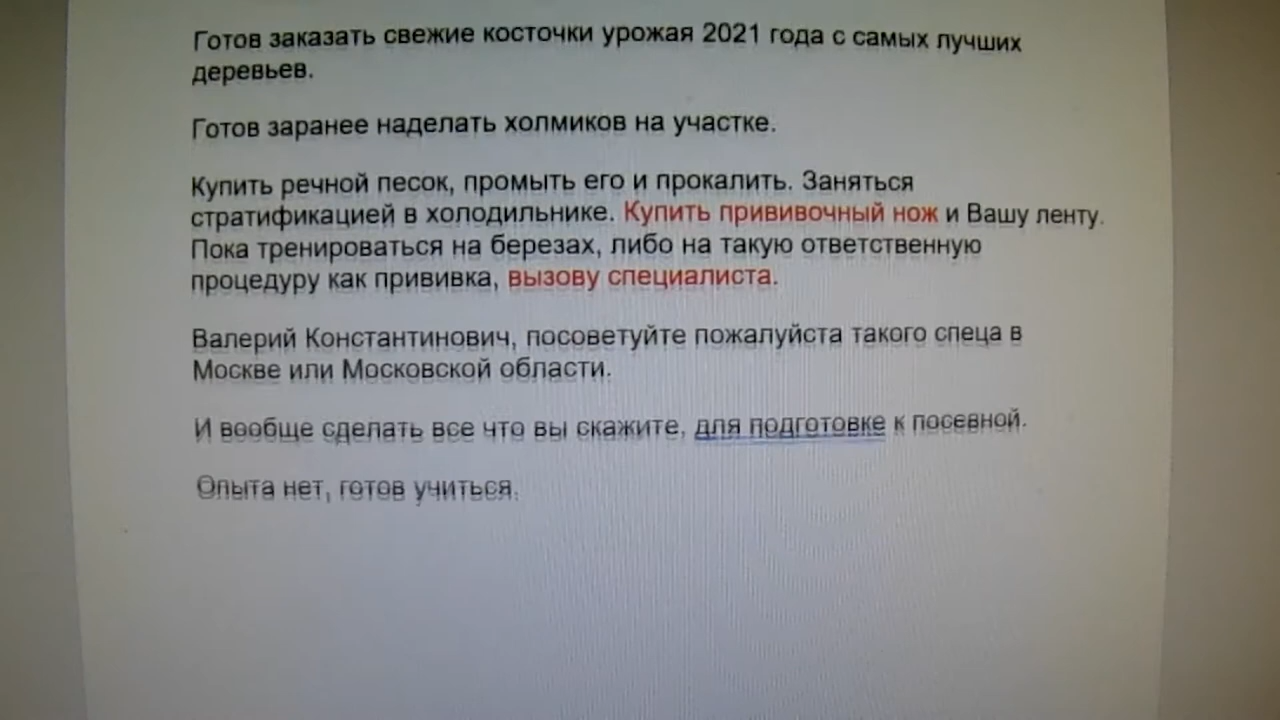 Готов заказать свежие косточки урожая 2021 года с самых лучших
деревьев.
Готов заранее наделать холмиков на участке.
Купить речной песок, промыть его и прокалить. Заняться
стратификацией в холодильнике. Купить прививочный нож и Вашу ленту.
Пока тренироваться на березах, либо на такую ответственную
процедуру как прививка, вызову специалиста.
Валерий Константинович, посоветуйте пожалуйста такого спеца в
Москве или Московской области.
И вообще сделать все что вы скажите, для подготовке к посевной.
Опыта нет, готов учиться.